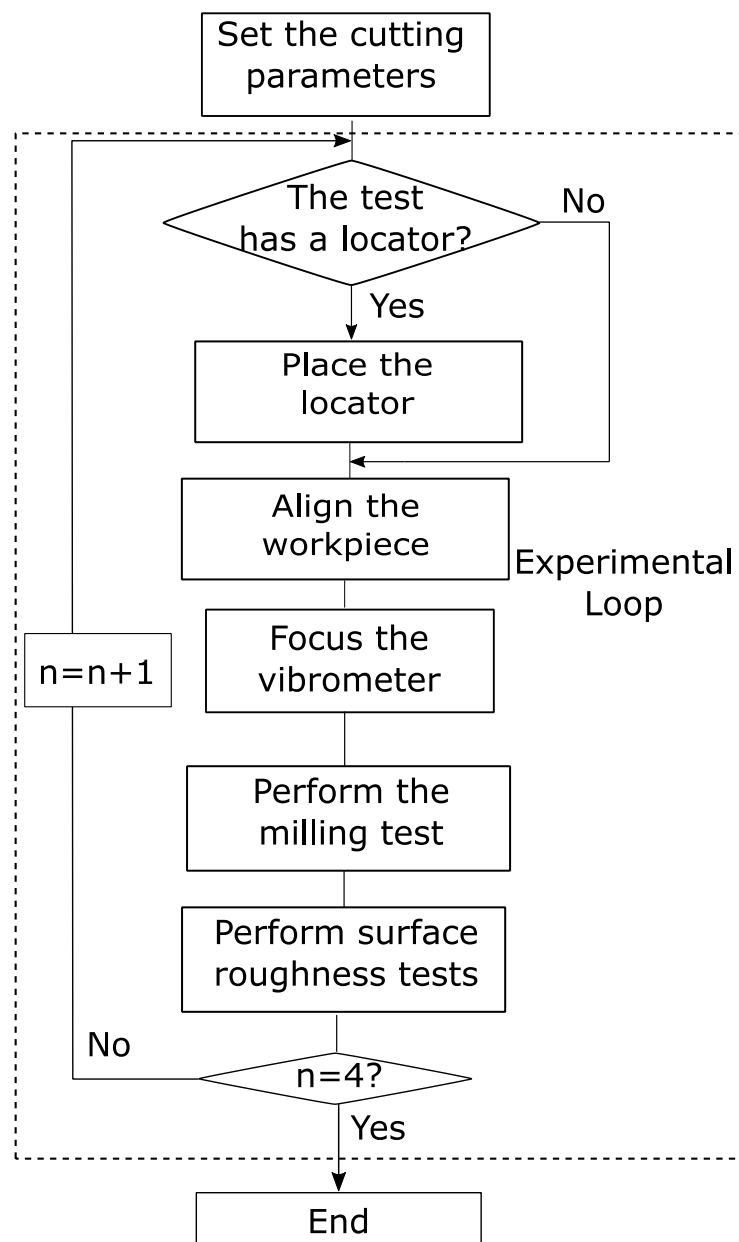 Set the cutting
parameters
The test
has a locator?
No
Yes
Place the
locator
Align the
workpiece
Experimental
Loop
Focus the
vibrometer
n=n+1
Perform the
milling test
Perform surface
roughness tests
No
n=4?
Yes
End